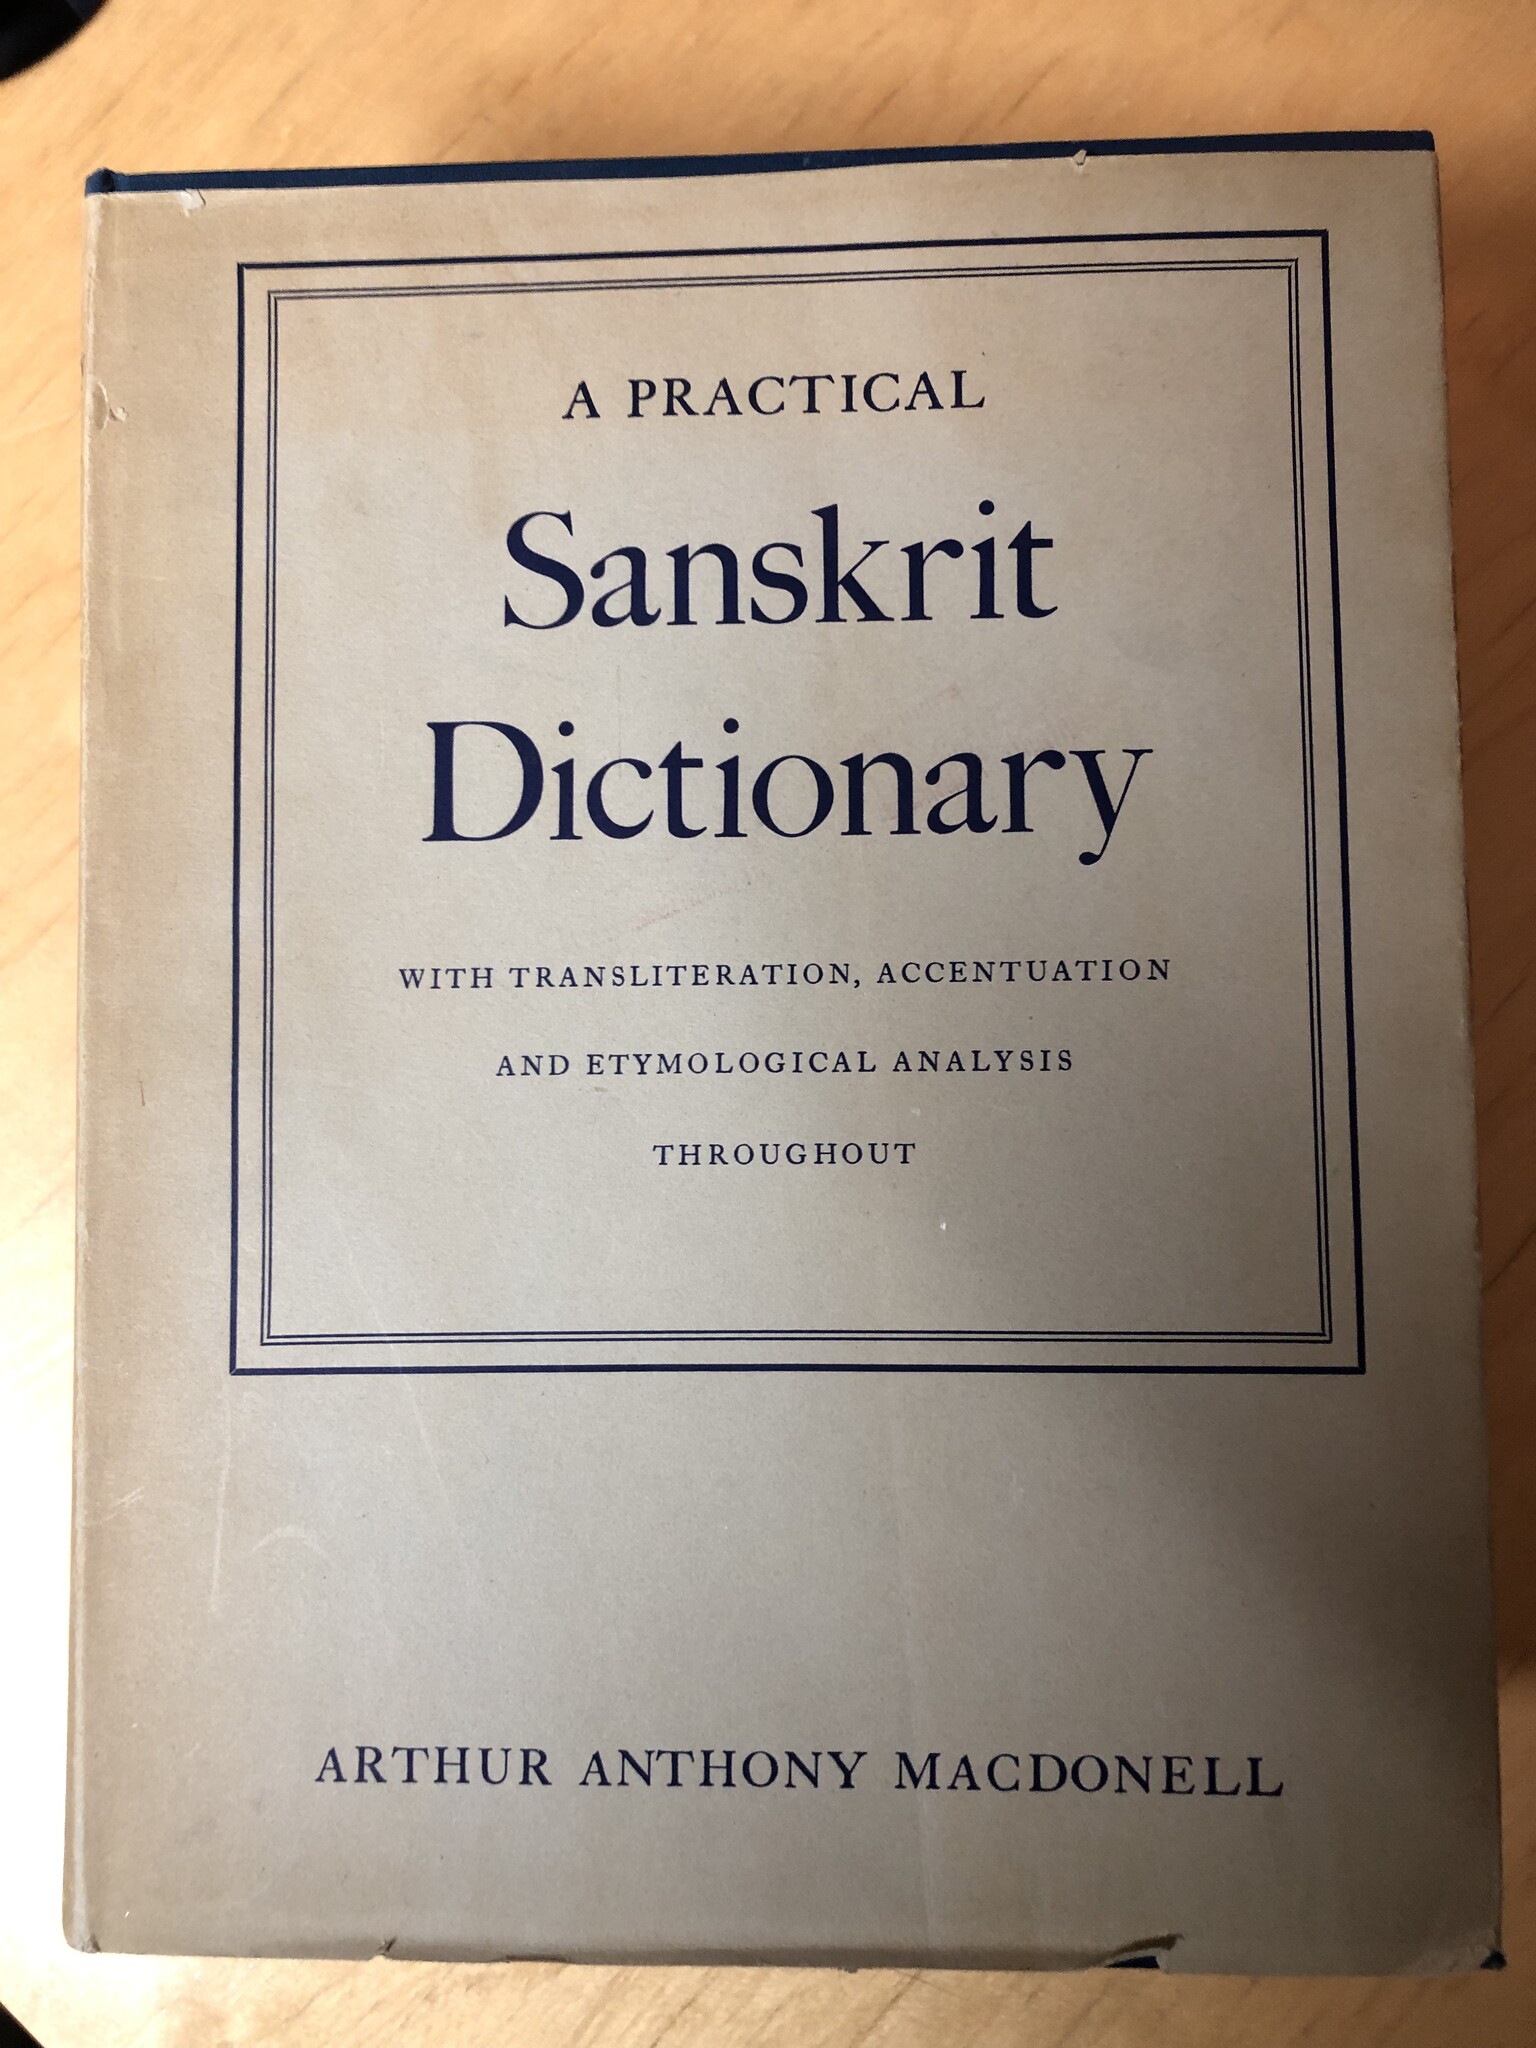 A PRACTICAL
Sanskrit
Dictionary
WITH TRANSLITERATION, ACCENTUATION
AND ETYMOLOGICAL ANALYSIS
THROUGHOUT
ARTHUR ANTHONY MACDONELL